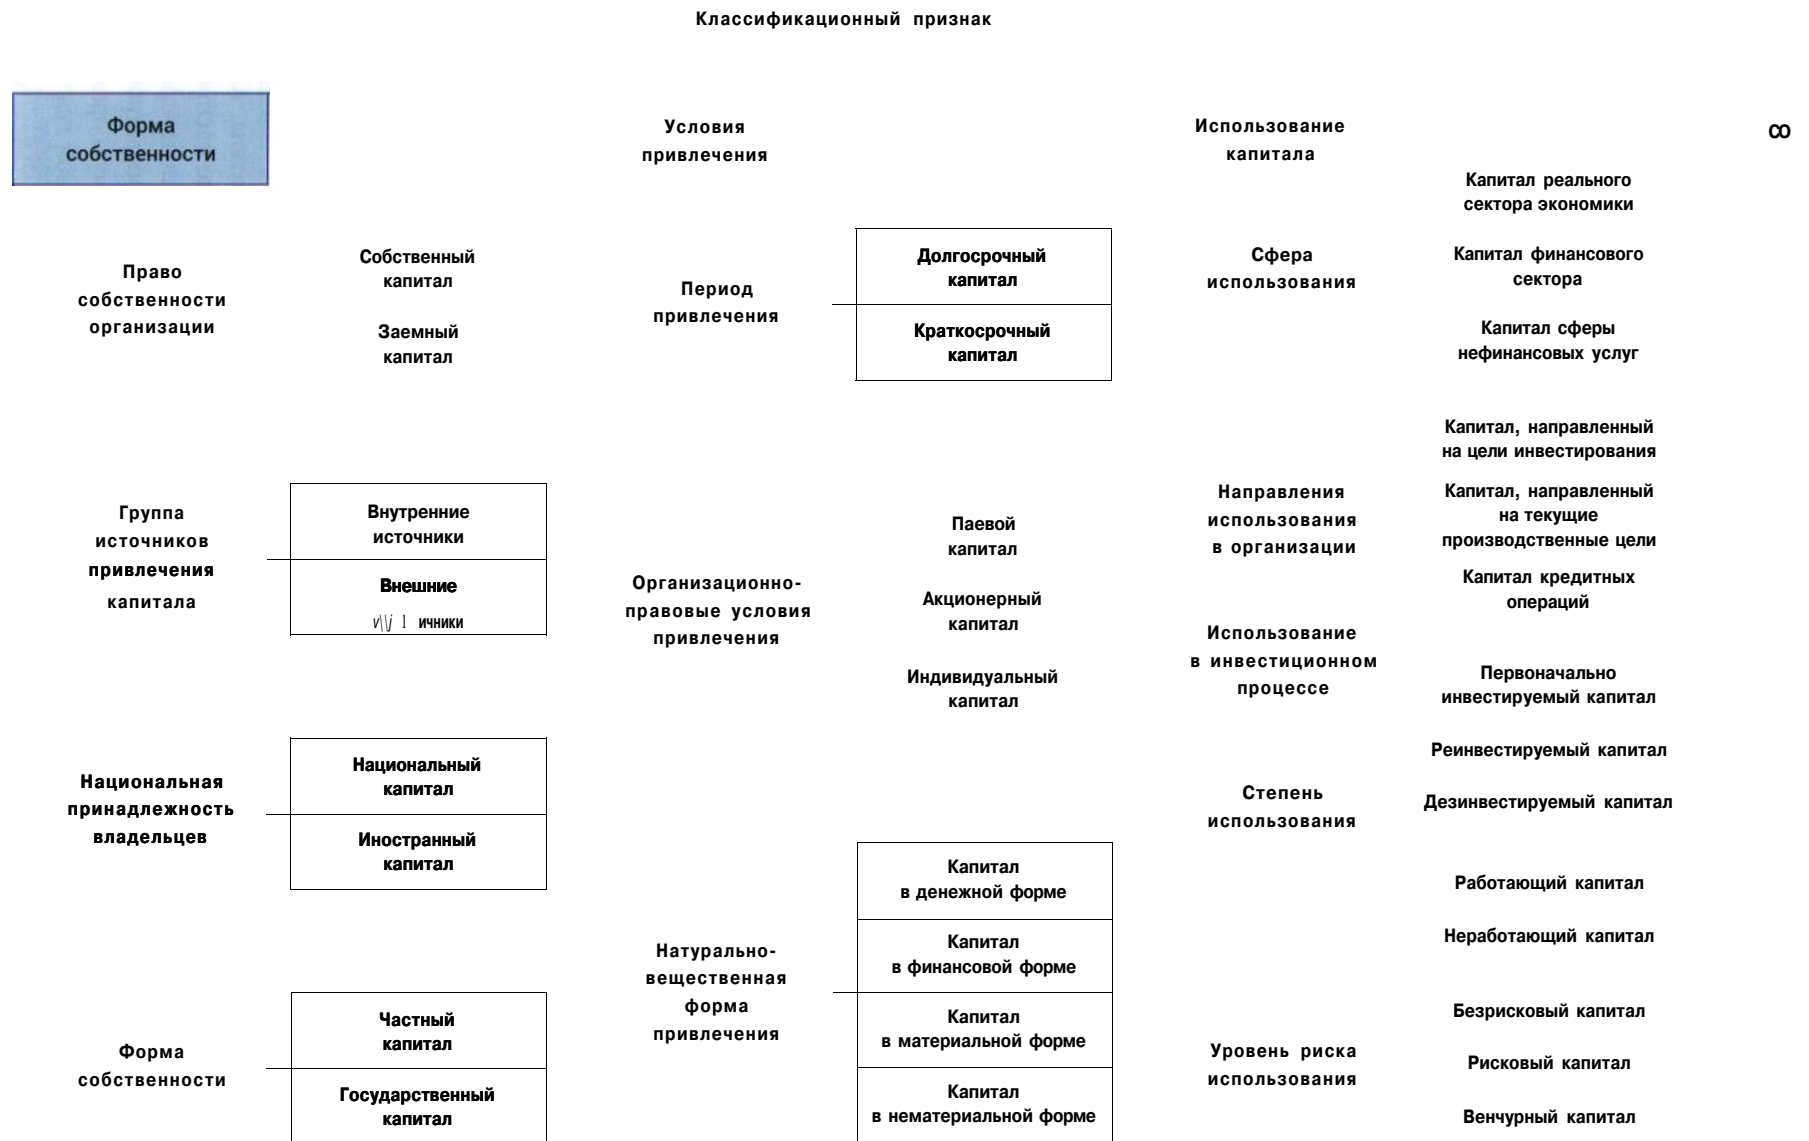 Классификационный признак
Форма
собственности
Право
собственности
организации
Собственный
капитал
Заемный
капитал
Группа
источников
привлечения
капитала
Внутренние
источники
Внешние
ичники
Национальная
принадлежность
владельцев
Национальный
капитал
Иностранный
капитал
Форма
собственности
Частный
капитал
Государственный
капитал
Условия
привлечения
Период
привлечения
Долгосрочный
капитал
Краткосрочный
капитал
Организационно-
правовые условия
привлечения
Паевой
капитал
Акционерный
капитал
Индивидуальный
капитал
Натурально-
вещественная
форма
привлечения
Капитал
в денежной форме
Капитал
в финансовой форме
Капитал
в материальной форме
Капитал
в нематериальной форме
Использование
капитала
Сфера
использования
Капитал реального
сектора экономики
Капитал финансового
сектора
Капитал сферы
нефинансовых услуг
Направления
использования
в организации
Капитал, направленный
на цели инвестирования
Капитал, направленный
на текущие
производственные цели
Капитал кредитных
операций
Использование
в инвестиционном
процессе
Первоначально
инвестируемый капитал
Реинвестируемый капитал
Дезинвестируемый капитал
Степень
использования
Работающий капитал
Неработающий капитал
Уровень риска
использования
Безрисковый капитал
Рисковый капитал
Венчурный капитал
8